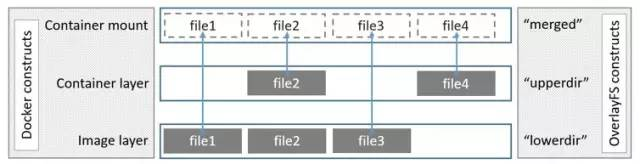 Docker constructs
Container mount
file1 file2 file3 file4
"merged"
Container layer
file2 file4
"upperdir"
Image layer
file1 file2 file3
"lowerdir"
OverlayFS constructs